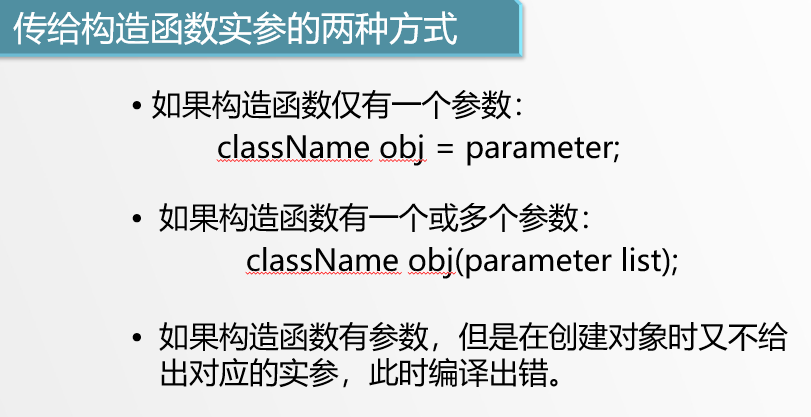 传给构造函数实参的两种方式
• 如果构造函数仅有一个参数：
className obj = parameter;
• 如果构造函数有一个或多个参数：
className obj(parameter list);
• 如果构造函数有参数，但是在创建对象时又不给
出对应的实参，此时编译出错。